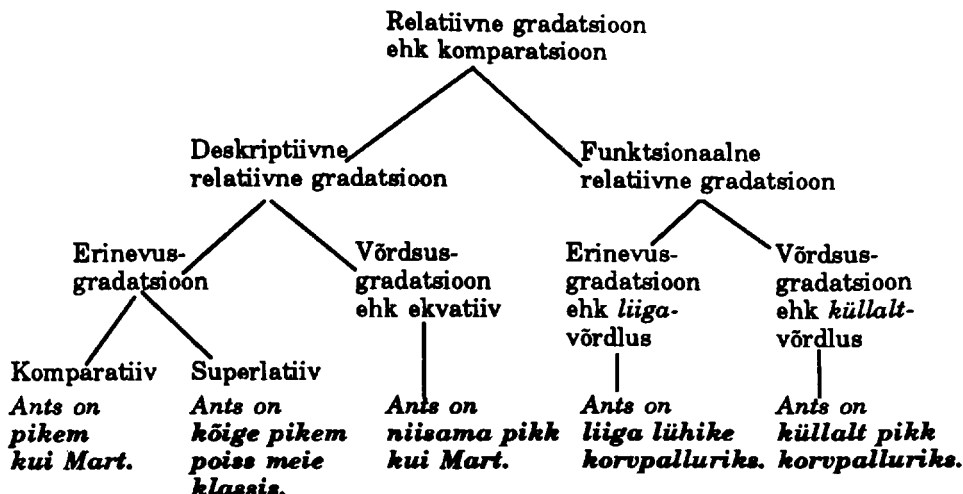 Relatiivne gradatsioon
ehk komparatsioon
Deskriptiivne
relatiivne gradatsioon
Funktsionaalne
relatiivne gradatsioon
Erinevus-
gradatsioon
Võrdsus-
gradatsioon
ehk ekvatiiv
Erinevus-
gradatsioon
ehk liiga-
võrdlus
Võrdsus-
gradatsioon
ehk küllalt-
võrdlus
Komparatiiv
Ants on
pikem
kui Mart.
Superlatiiv
Ants on
kõige pikem
poiss meie
klassis.
Ants on
niisama pikk
kui Mart.
Ants on
liiga lühike
korvpalluriks.
Ants on
küllalt pikk
korvpalluriks.